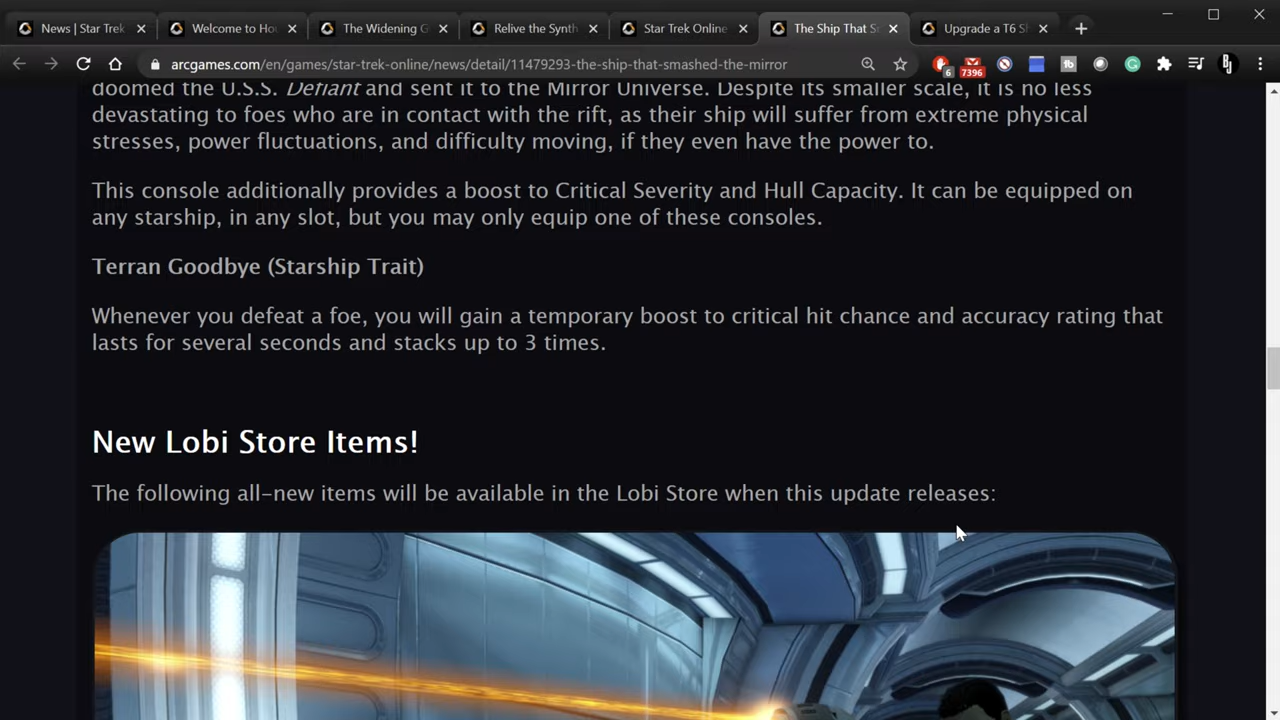 News | Star Trek
Welcome to Hou
The Widening G
Relive the Synth
Star Trek Online
The Ship That Sm
Upgrade a T6 Sh
arcgames.com/en/games/star-trek-online/news/detail/11479293-the-ship-that-smashed-the-mirror
6
7396
tb
doomed the U.S.S. Defiant and sent it to the Mirror Universe. Despite its smaller scale, it is no less
devastating to foes who are in contact with the rift, as their ship will suffer from extreme physical
stresses, power fluctuations, and difficulty moving, if they even have the power to.
This console additionally provides a boost to Critical Severity and Hull Capacity. It can be equipped on
any starship, in any slot, but you may only equip one of these consoles.
Terran Goodbye (Starship Trait)
Whenever you defeat a foe, you will gain a temporary boost to critical hit chance and accuracy rating that
lasts for several seconds and stacks up to 3 times.
New Lobi Store Items!
The following all-new items will be available in the Lobi Store when this update releases: